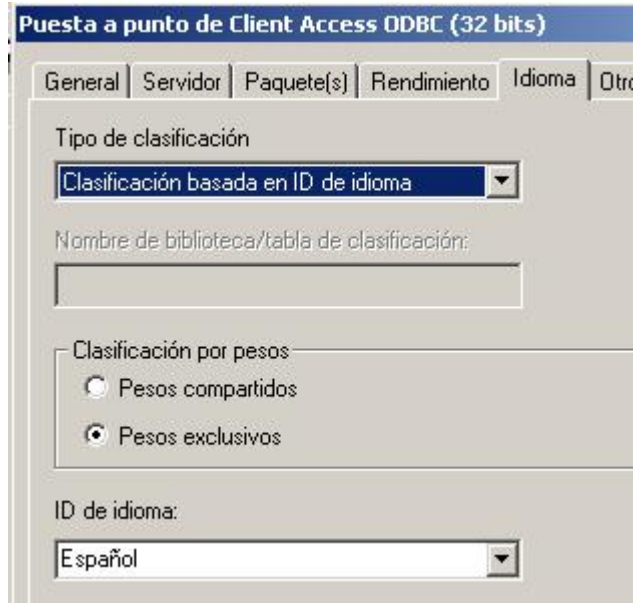 Puesta a punto de Client Access ODBC (32 bits)
General Servidor Paquete(s) Rendimiento Idioma
Tipo de clasificación
Clasificación basada en ID de idioma
Nombre de biblioteca/tabla de clasificación:
Clasificación por pesos
Pesos compartidos
Pesos exclusivos
ID de idioma:
Español